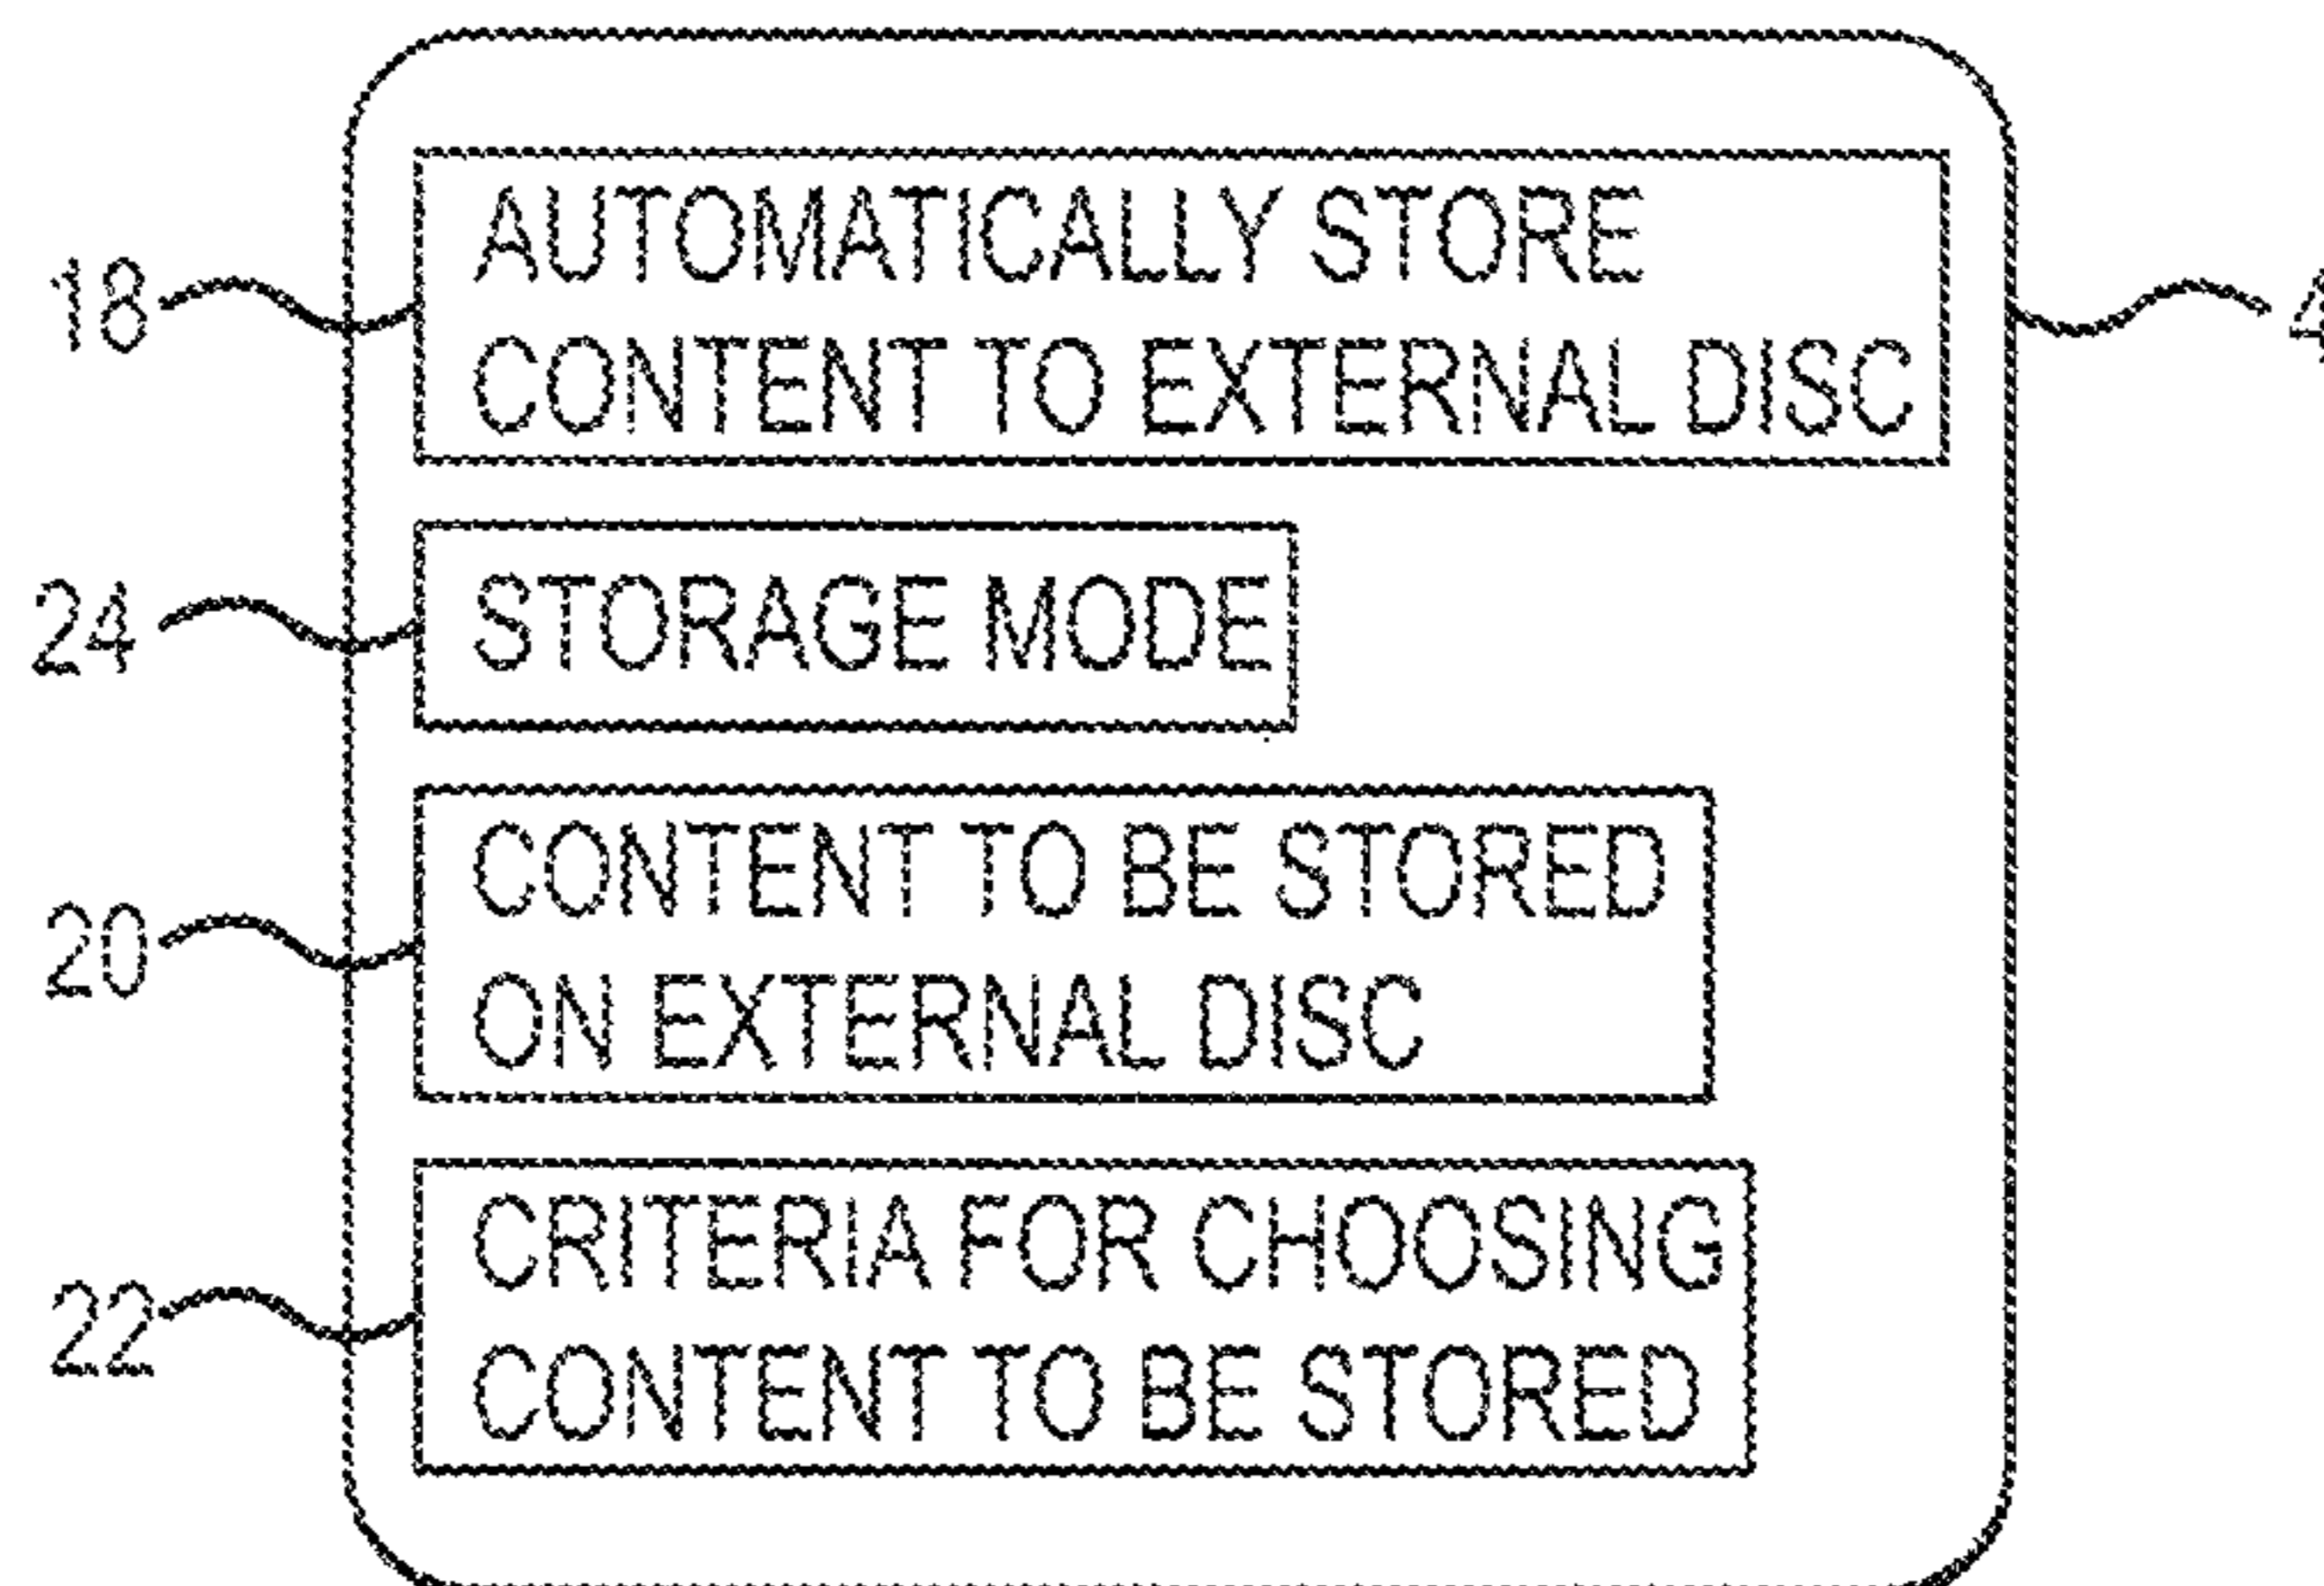 18
AUTOMATICALLY STORE
CONTENT TO EXTERNAL DISC
4
24
STORAGE MODE
20
CONTENT TO BE STORED
ON EXTERNAL DISC
22
CRITERIA FOR CHOOSING
CONTENT TO BE STORED